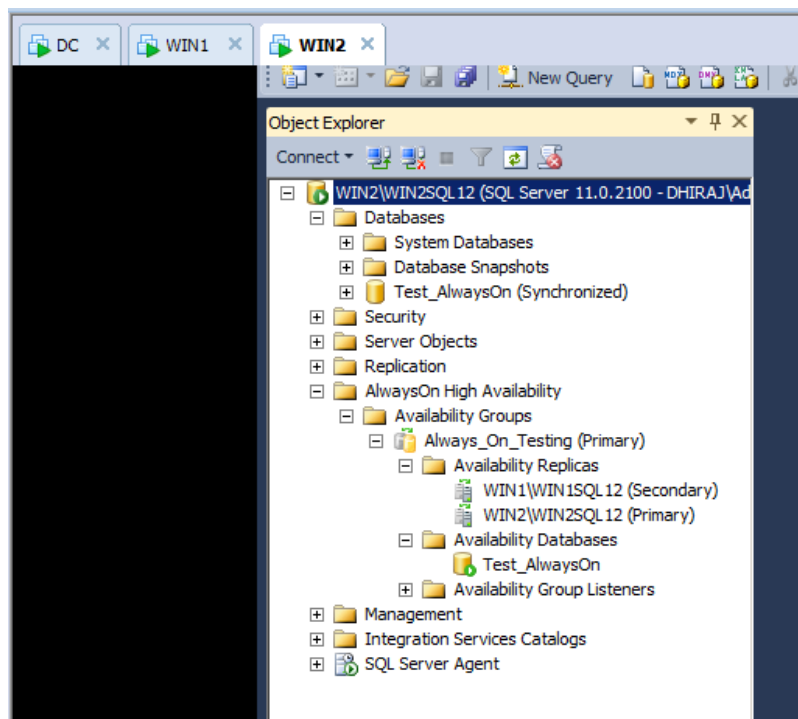 DC WIN1 WIN2
New Query
Object Explorer
Connect
WIN2\WIN2SQL12 (SQL Server 11.0.2100 - DHIRAJ\Ad
Databases
System Databases
Database Snapshots
Test_AlwaysOn (Synchronized)
Security
Server Objects
Replication
AlwaysOn High Availability
Availability Groups
Always_On_Testing (Primary)
Availability Replicas
WIN1\WIN1SQL12 (Secondary)
WIN2\WIN2SQL12 (Primary)
Availability Databases
Test_AlwaysOn
Availability Group Listeners
Management
Integration Services Catalogs
SQL Server Agent